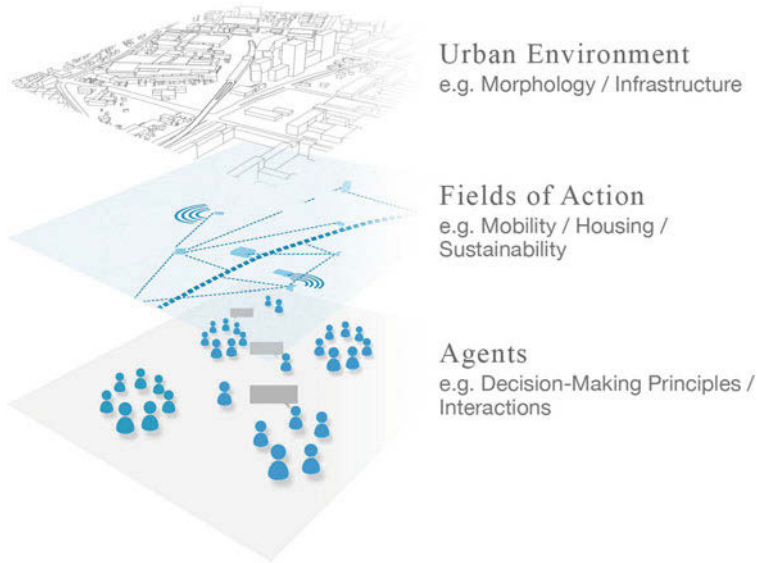 Urban Environment
e.g. Morphology / Infrastructure
Fields of Action
e.g. Mobility / Housing /
Sustainability
Agents
e.g. Decision-Making Principles /
Interactions